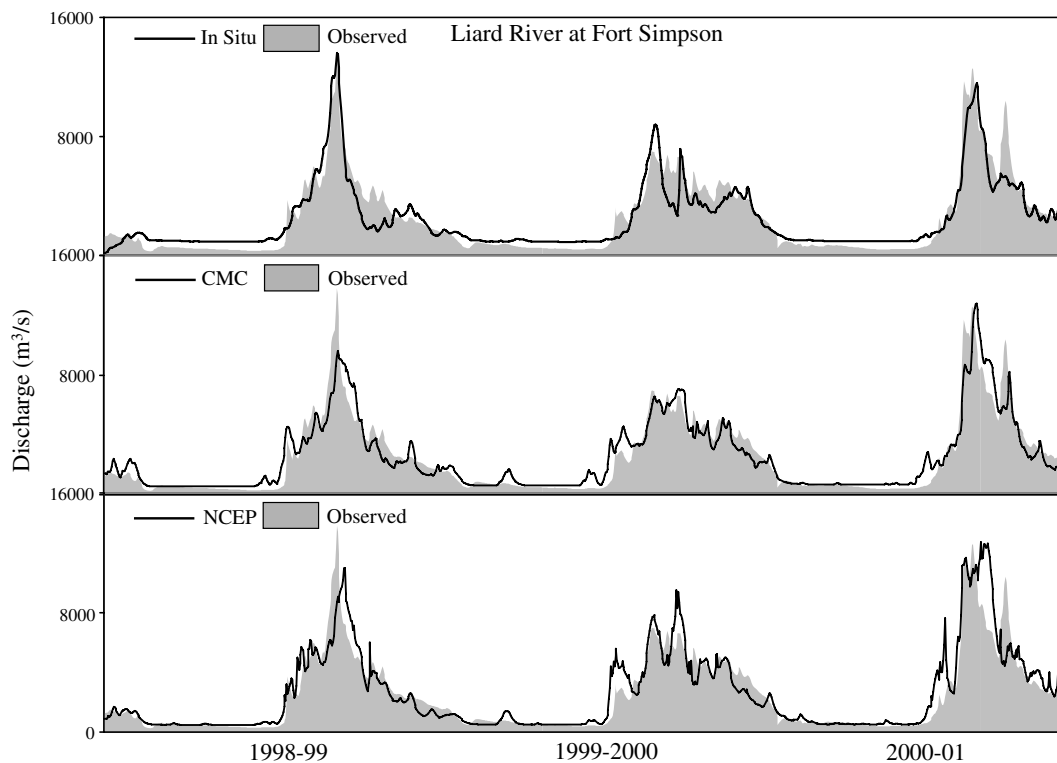 16000
In Situ
Observed
Liard River at Fort Simpson
8000
16000
CMC
Observed
Discharge (m³/s)
8000
16000
NCEP
Observed
8000
0
1998-99
1999-2000
2000-01